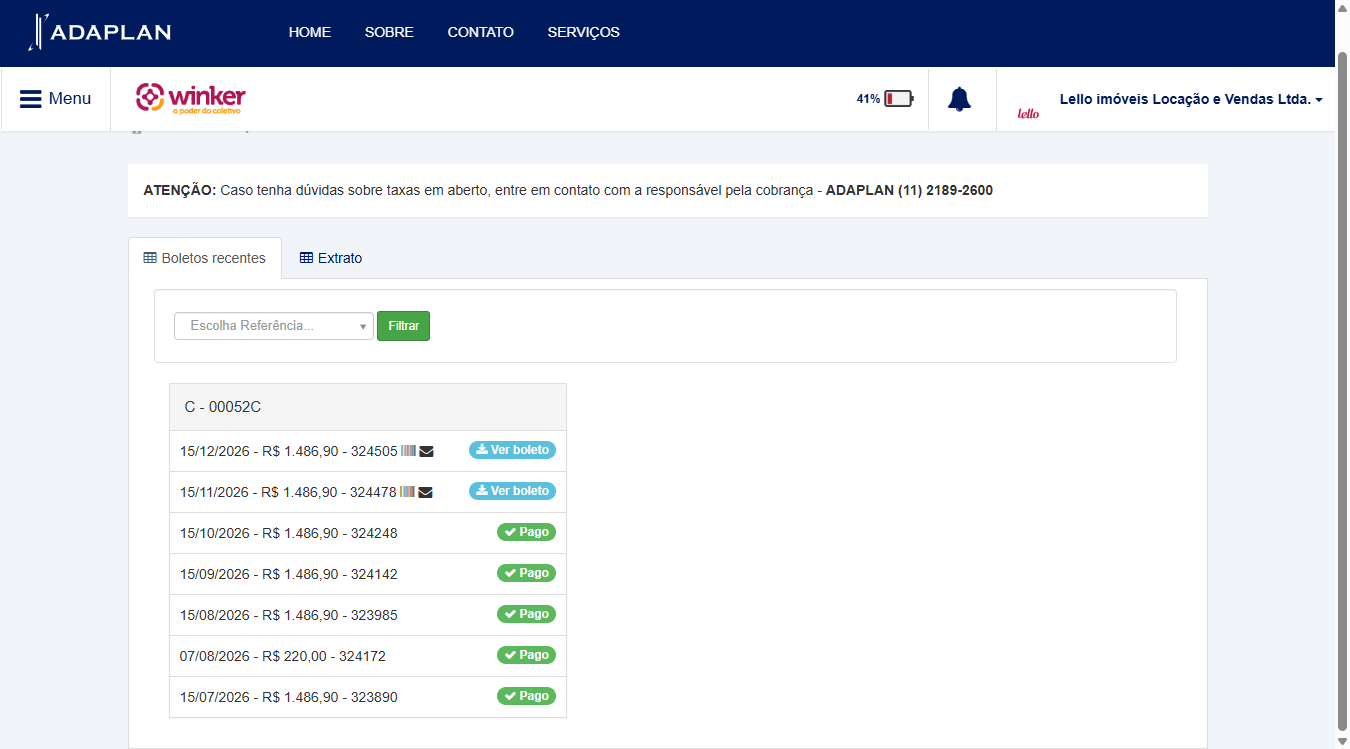 ADAPLAN HOME SOBRE CONTATO SERVIÇOS
Menu winker 41% Lello imóveis Locação e Vendas Ltda.
o poder do coletivo lello
ATENÇÃO: Caso tenha dúvidas sobre taxas em aberto, entre em contato com a responsável pela cobrança - ADAPLAN (11) 2189-2600
Boletos recentes Extrato
Escolha Referência... Filtrar
C - 00052C
15/12/2026 - R$ 1.486,90 - 324505 Ver boleto
15/11/2026 - R$ 1.486,90 - 324478 Ver boleto
15/10/2026 - R$ 1.486,90 - 324248 Pago
15/09/2026 - R$ 1.486,90 - 324142 Pago
15/08/2026 - R$ 1.486,90 - 323985 Pago
07/08/2026 - R$ 220,00 - 324172 Pago
15/07/2026 - R$ 1.486,90 - 323890 Pago